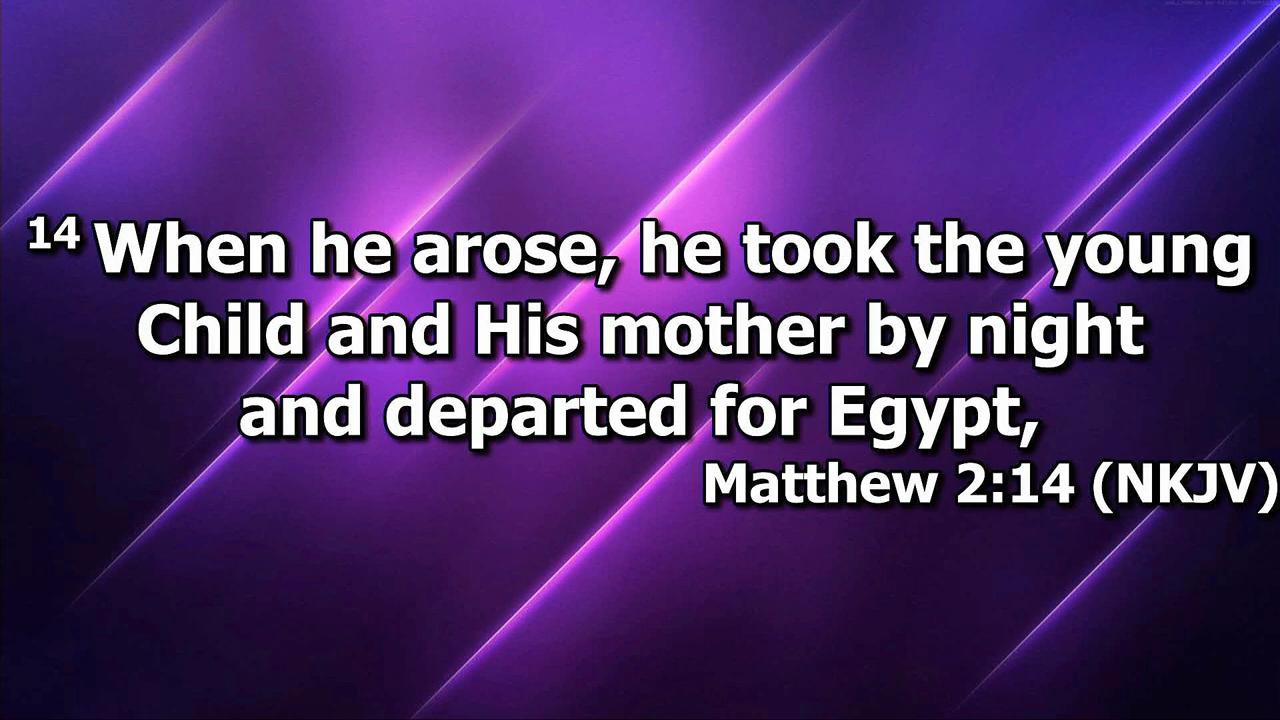 14 When he arose, he took the young
Child and His mother by night
and departed for Egypt,
Matthew 2:14 (NKJV)